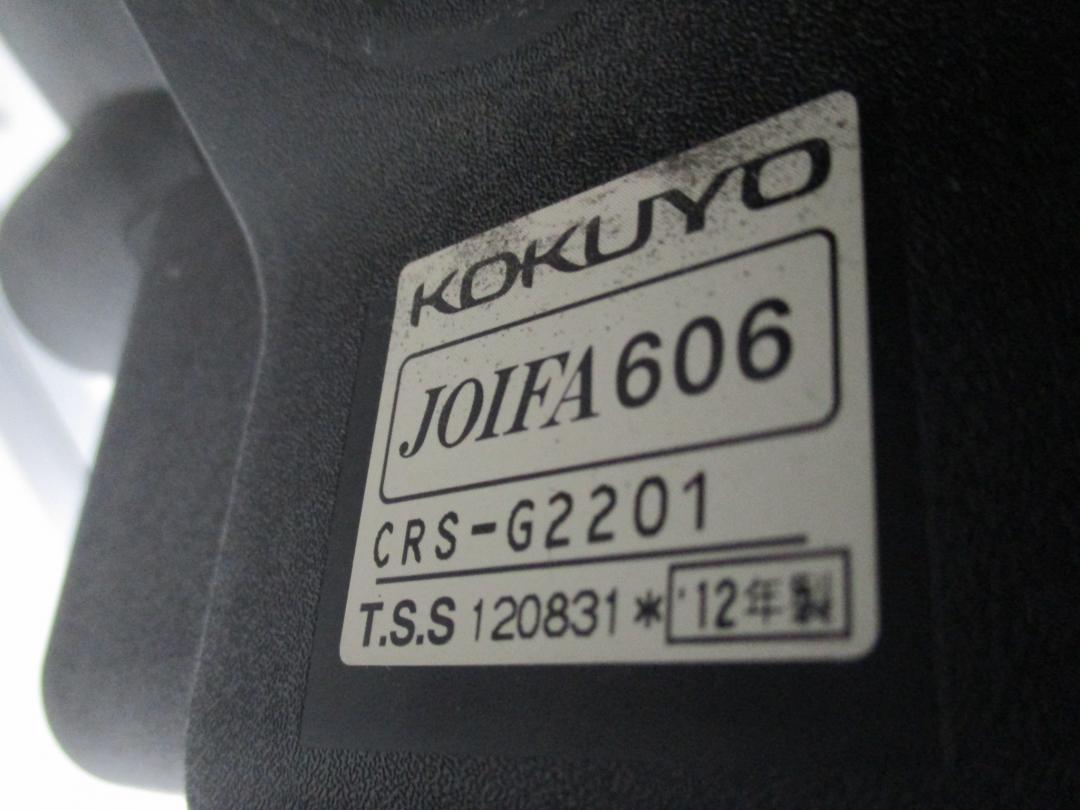 KOKUYO
JOIFA 606
CRS-G2201
T.S.S 120831* '12年製